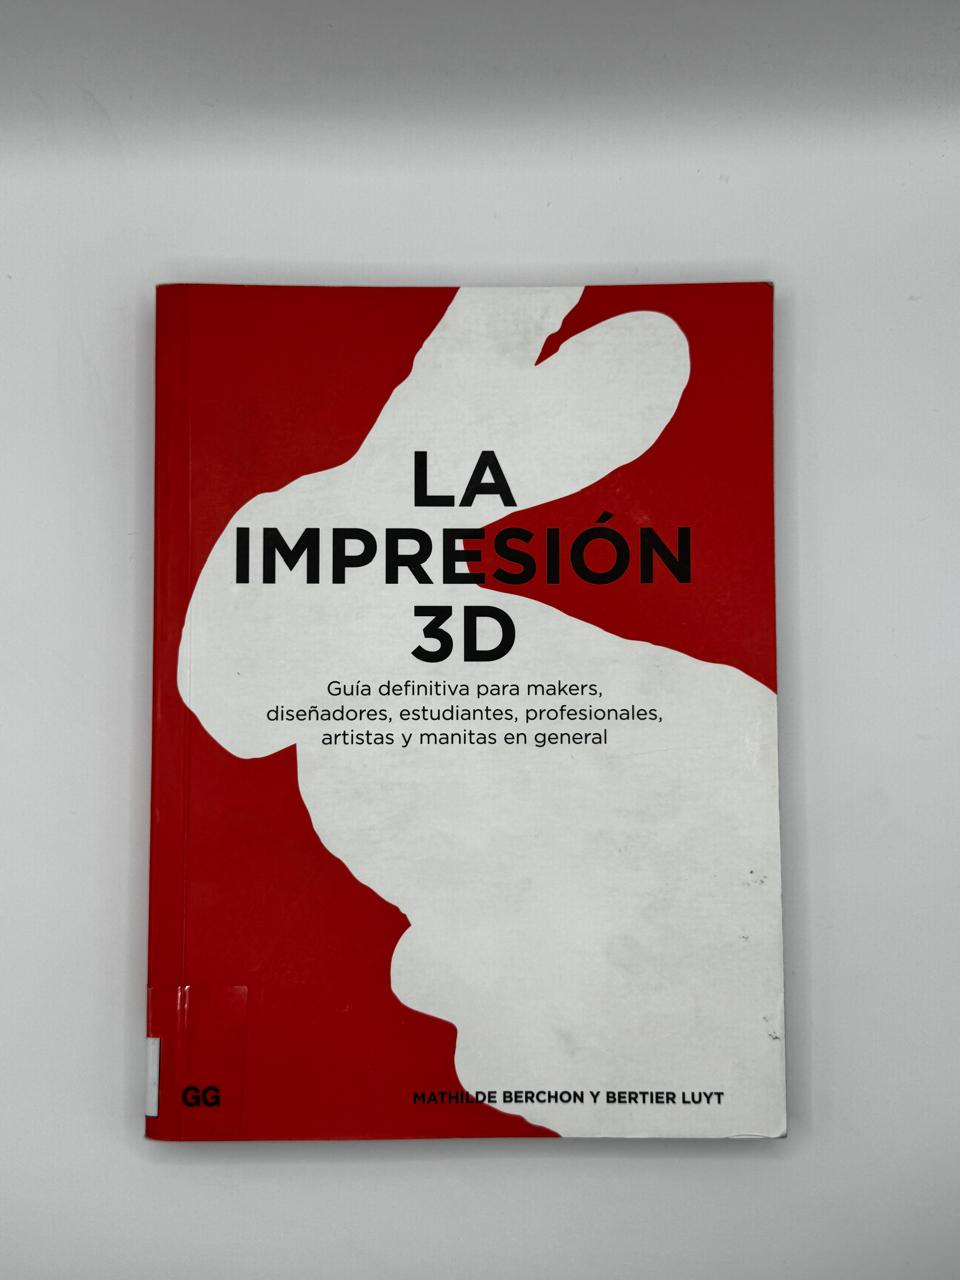 LA
IMPRESIÓN
3D
Guía definitiva para makers,
diseñadores, estudiantes, profesionales,
artistas y manitas en general
GG
MATHILDE BERCHON Y BERTIER LUYT